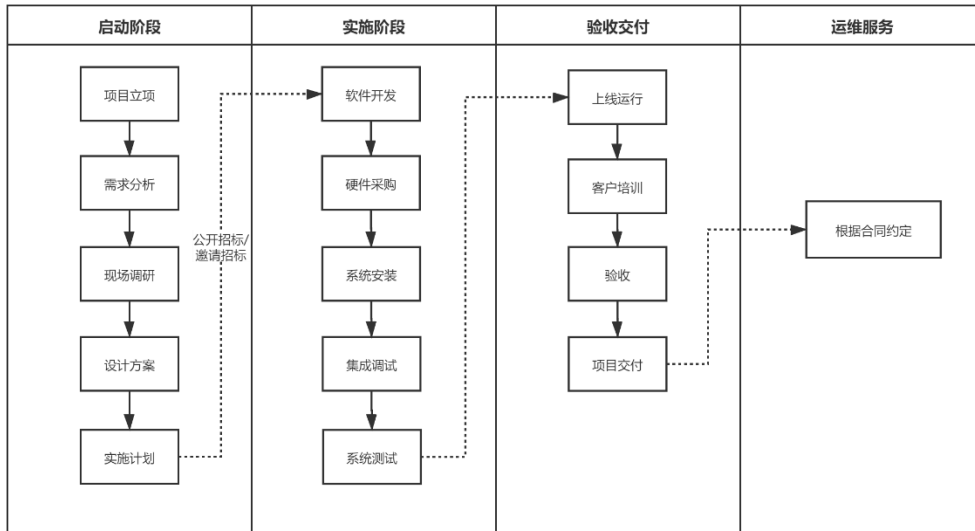 启动阶段
实施阶段
验收交付
运维服务
项目立项
需求分析
现场调研
设计方案
实施计划
公开招标/
邀请招标
软件开发
硬件采购
系统安装
集成调试
系统测试
上线运行
客户培训
验收
项目交付
根据合同约定